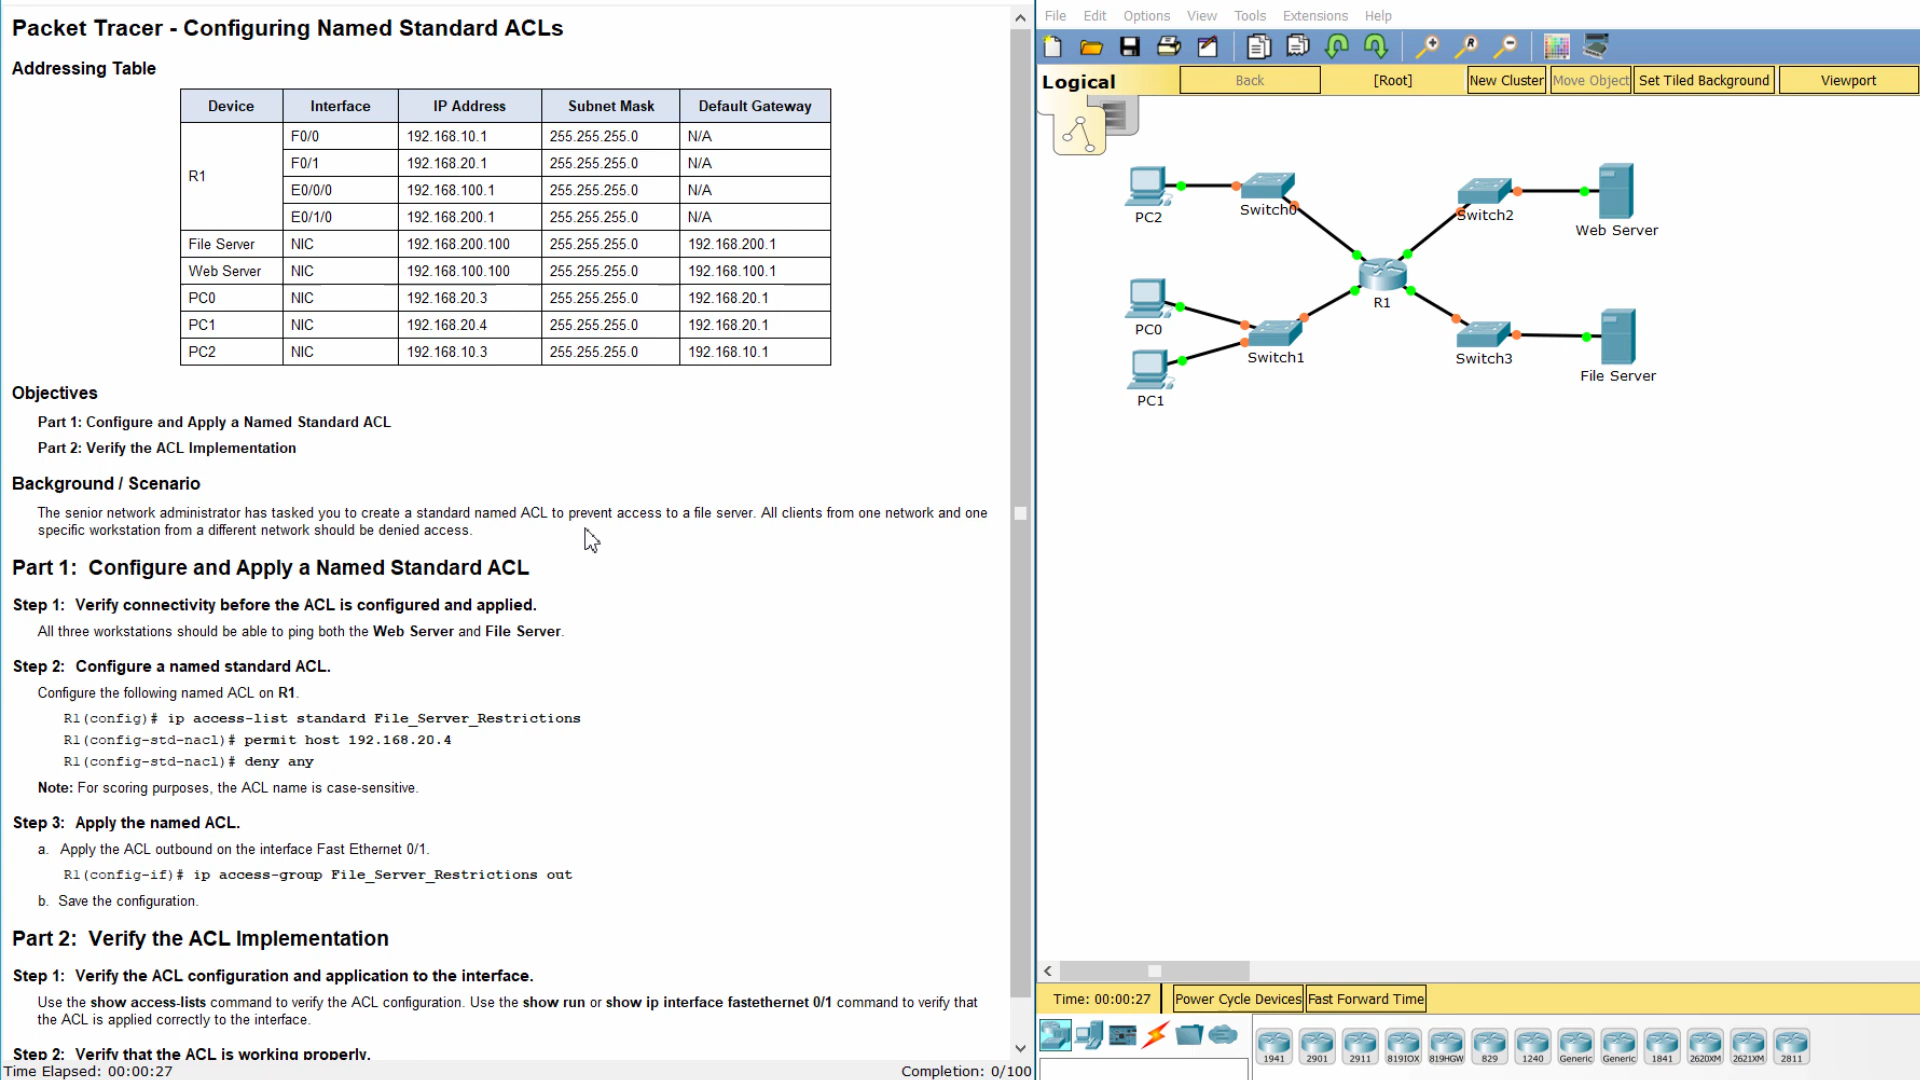 Packet Tracer - Configuring Named Standard ACLs
Addressing Table
Device Interface IP Address Subnet Mask Default Gateway
R1
F0/0 192.168.10.1 255.255.255.0 N/A
F0/1 192.168.20.1 255.255.255.0 N/A
E0/0/0 192.168.100.1 255.255.255.0 N/A
E0/1/0 192.168.200.1 255.255.255.0 N/A
File Server NIC 192.168.200.100 255.255.255.0 192.168.200.1
Web Server NIC 192.168.100.100 255.255.255.0 192.168.100.1
PC0 NIC 192.168.20.3 255.255.255.0 192.168.20.1
PC1 NIC 192.168.20.4 255.255.255.0 192.168.20.1
PC2 NIC 192.168.10.3 255.255.255.0 192.168.10.1
Objectives
Part 1: Configure and Apply a Named Standard ACL
Part 2: Verify the ACL Implementation
Background / Scenario
The senior network administrator has tasked you to create a standard named ACL to prevent access to a file server. All clients from one network and one
specific workstation from a different network should be denied access.
Part 1: Configure and Apply a Named Standard ACL
Step 1: Verify connectivity before the ACL is configured and applied.
All three workstations should be able to ping both the Web Server and File Server.
Step 2: Configure a named standard ACL.
Configure the following named ACL on R1.
R1(config)# ip access-list standard File_Server_Restrictions
R1(config-std-nacl)# permit host 192.168.20.4
R1(config-std-nacl)# deny any
Note: For scoring purposes, the ACL name is case-sensitive.
Step 3: Apply the named ACL.
a. Apply the ACL outbound on the interface Fast Ethernet 0/1.
R1(config-if)# ip access-group File_Server_Restrictions out
b. Save the configuration.
Part 2: Verify the ACL Implementation
Step 1: Verify the ACL configuration and application to the interface.
Use the show access-lists command to verify the ACL configuration. Use the show run or show ip interface fastethernet 0/1 command to verify that
the ACL is applied correctly to the interface.
Step 2: Verify that the ACL is working properly.
Time Elapsed: 00:00:27 Completion: 0/100
File Edit Options View Tools Extensions Help
Logical Back [Root] New Cluster Move Object Set Tiled Background Viewport
PC2
Switch0
Switch2
Web Server
R1
PC0
Switch1
Switch3
File Server
PC1
Time: 00:00:27 Power Cycle Devices Fast Forward Time
1941 2901 2911 819IOX 819HGW 829 1240 Generic Generic 1841 2620XM 2621XM 2811